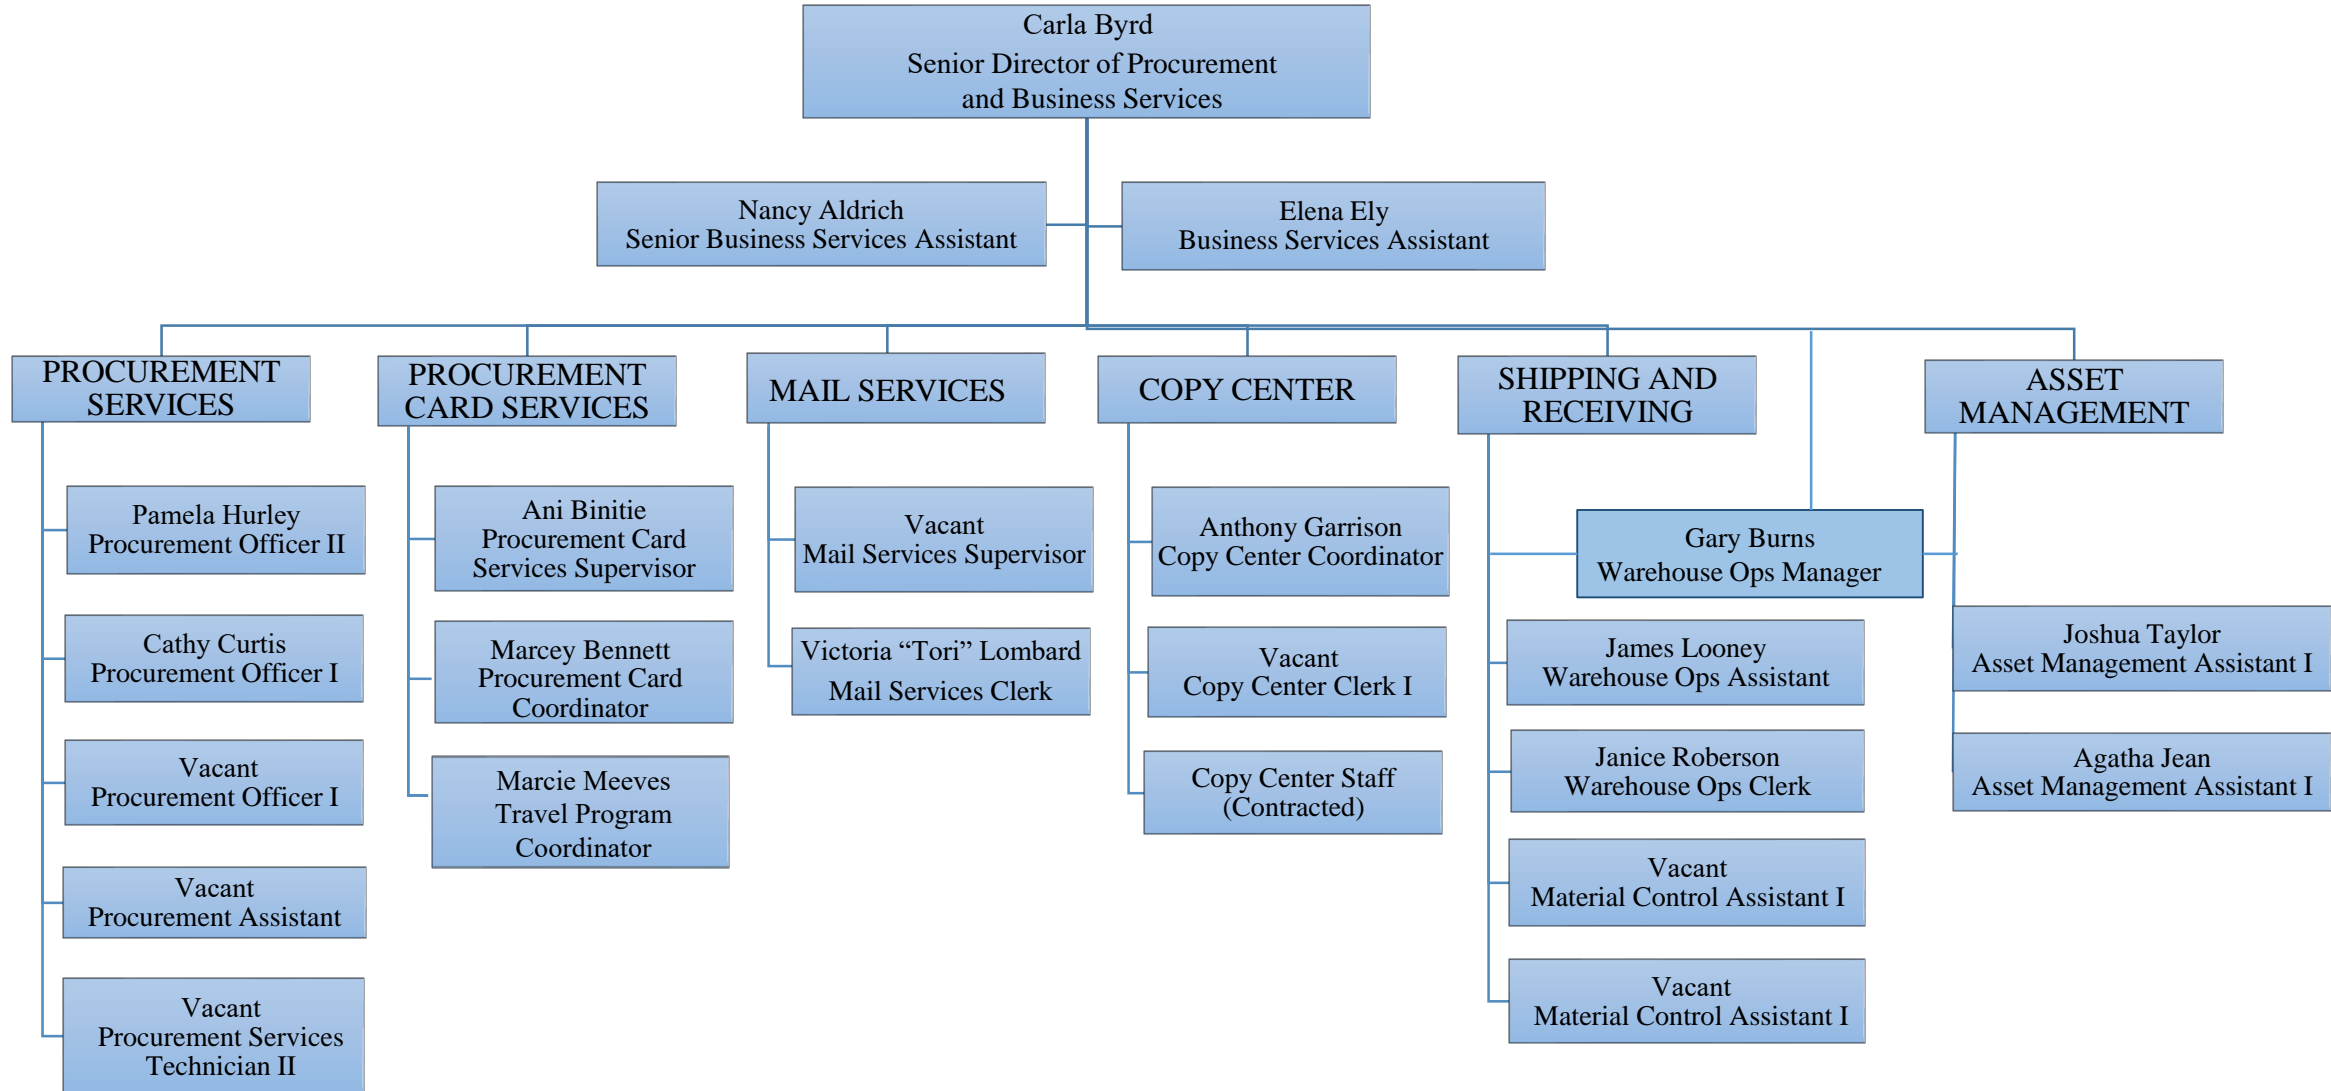 Carla Byrd
Senior Director of Procurement
and Business Services
Nancy Aldrich
Senior Business Services Assistant
Elena Ely
Business Services Assistant
PROCUREMENT
SERVICES
Pamela Hurley
Procurement Officer II
Cathy Curtis
Procurement Officer I
Vacant
Procurement Officer I
Vacant
Procurement Assistant
Vacant
Procurement Services
Technician II
PROCUREMENT
CARD SERVICES
Ani Binitie
Procurement Card
Services Supervisor
Marcey Bennett
Procurement Card
Coordinator
Marcie Meeves
Travel Program
Coordinator
MAIL SERVICES
Vacant
Mail Services Supervisor
Victoria “Tori” Lombard
Mail Services Clerk
COPY CENTER
Anthony Garrison
Copy Center Coordinator
Vacant
Copy Center Clerk I
Copy Center Staff
(Contracted)
SHIPPING AND
RECEIVING
Gary Burns
Warehouse Ops Manager
James Looney
Warehouse Ops Assistant
Janice Roberson
Warehouse Ops Clerk
Vacant
Material Control Assistant I
Vacant
Material Control Assistant I
ASSET
MANAGEMENT
Joshua Taylor
Asset Management Assistant I
Agatha Jean
Asset Management Assistant I